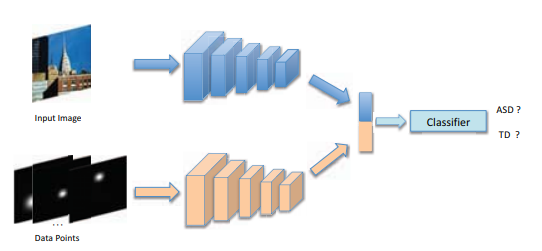 Input Image
Classifier
ASD ?
TD ?
...
Data Points